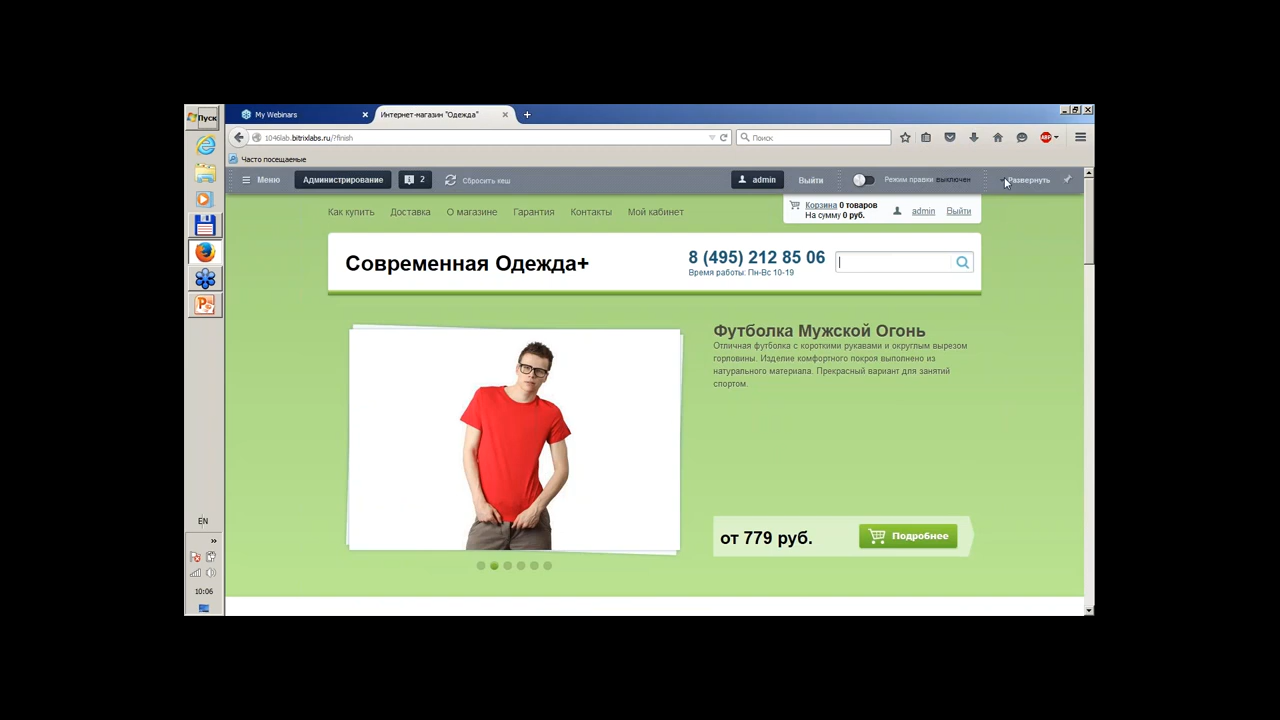 Пуск
My Webinars
Интернет-магазин "Одежда"
1046lab.bitrixlabs.ru/?finish
Поиск
ABP
Часто посещаемые
Меню
Администрирование
2
Сбросить кеш
admin
Выйти
Режим правки выключен
Развернуть
Как купить
Доставка
О магазине
Гарантия
Контакты
Мой кабинет
Корзина 0 товаров
На сумму 0 руб.
admin
Выйти
Современная Одежда+
8 (495) 212 85 06
Время работы: Пн-Вс 10-19
Футболка Мужской Огонь
Отличная футболка с короткими рукавами и округлым вырезом
горловины. Изделие комфортного покроя выполнено из
натурального материала. Прекрасный вариант для занятий
спортом.
от 779 руб.
Подробнее
EN
10:06